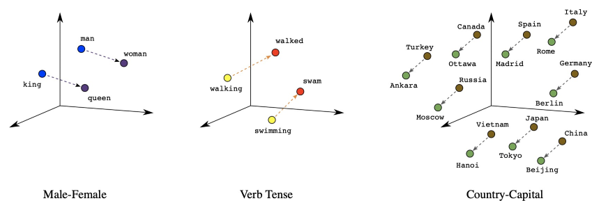 man
woman
king
queen
Male-Female
walked
walking
swam
swimming
Verb Tense
Italy
Canada
Spain
Rome
Turkey
Ottawa
Madrid
Germany
Ankara
Russia
Berlin
Moscow
Vietnam
Japan
China
Hanoi
Tokyo
Beijing
Country-Capital